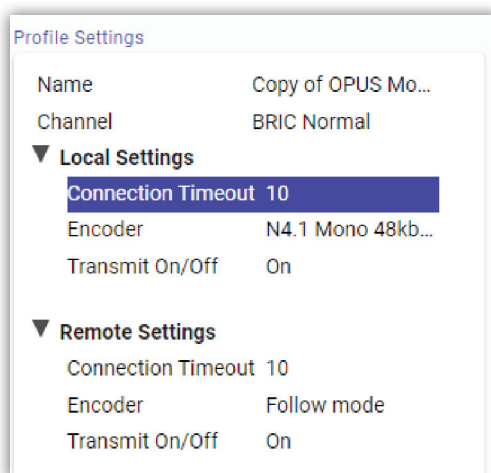 Profile Settings
Name Copy of OPUS Mo...
Channel BRIC Normal
Local Settings
Connection Timeout 10
Encoder N4.1 Mono 48kb...
Transmit On/Off On
Remote Settings
Connection Timeout 10
Encoder Follow mode
Transmit On/Off On